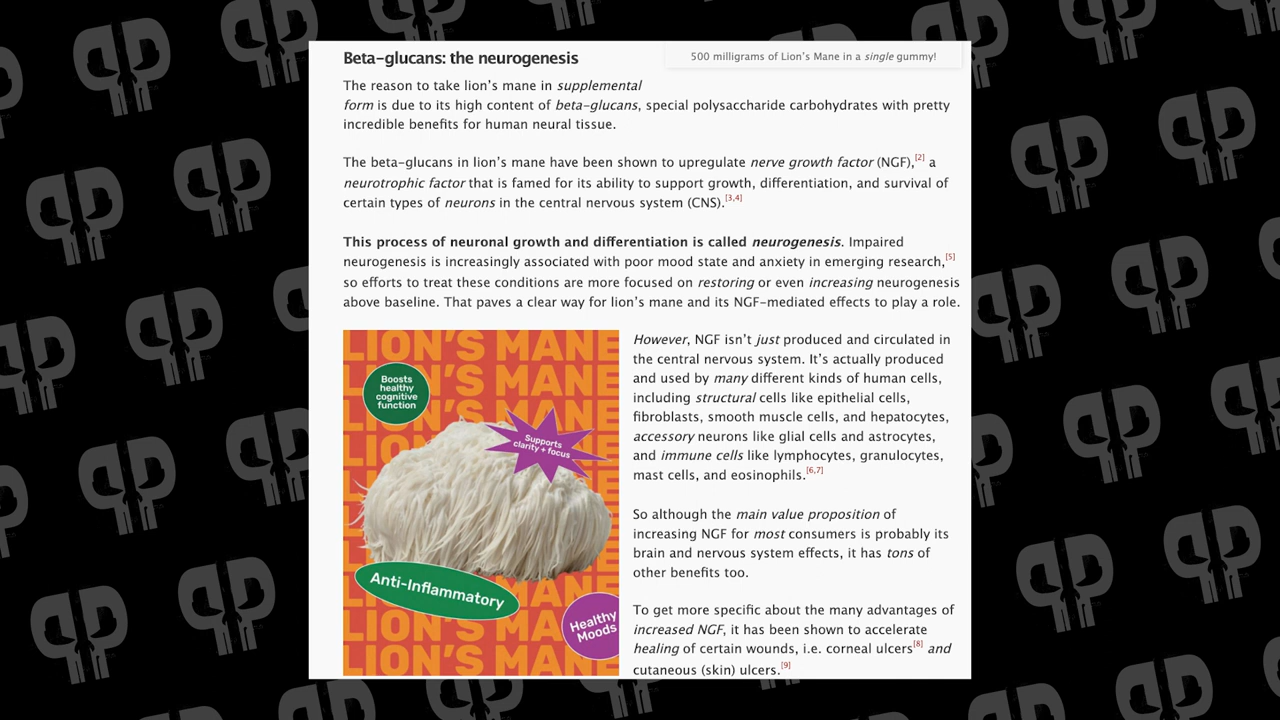 Beta-glucans: the neurogenesis
500 milligrams of Lion's Mane in a single gummy!
The reason to take lion's mane in supplemental
form is due to its high content of beta-glucans, special polysaccharide carbohydrates with pretty
incredible benefits for human neural tissue.
The beta-glucans in lion's mane have been shown to upregulate nerve growth factor (NGF),[2] a
neurotrophic factor that is famed for its ability to support growth, differentiation, and survival of
certain types of neurons in the central nervous system (CNS).[3,4]
This process of neuronal growth and differentiation is called neurogenesis. Impaired
neurogenesis is increasingly associated with poor mood state and anxiety in emerging research,[5]
so efforts to treat these conditions are more focused on restoring or even increasing neurogenesis
above baseline. That paves a clear way for lion's mane and its NGF-mediated effects to play a role.
LION'S MANE
LION'S MANE
LION'S MANE
LION'S MANE
LION'S MANE
Boosts
healthy
cognitive
function
Supports
clarity + focus
Anti-Inflammatory
Healthy
Moods
However, NGF isn't just produced and circulated in
the central nervous system. It's actually produced
and used by many different kinds of human cells,
including structural cells like epithelial cells,
fibroblasts, smooth muscle cells, and hepatocytes,
accessory neurons like glial cells and astrocytes,
and immune cells like lymphocytes, granulocytes,
mast cells, and eosinophils.[6,7]
So although the main value proposition of
increasing NGF for most consumers is probably its
brain and nervous system effects, it has tons of
other benefits too.
To get more specific about the many advantages of
increased NGF, it has been shown to accelerate
healing of certain wounds, i.e. corneal ulcers[8] and
cutaneous (skin) ulcers.[9]